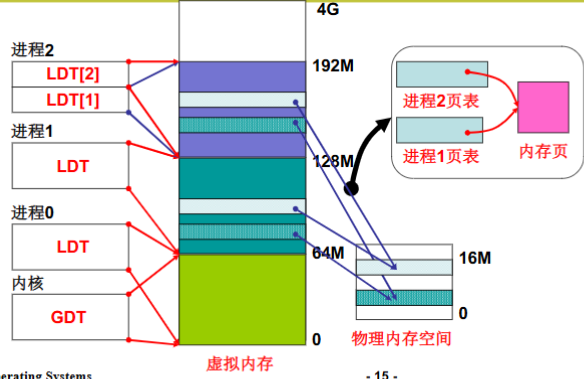 4G
进程2
LDT[2]
LDT[1]
192M
进程2页表
进程1页表
内存页
进程1
LDT
128M
进程0
LDT
64M
16M
内核
GDT
0
0
物理内存空间
虚拟内存
erating Systems
- 15 -